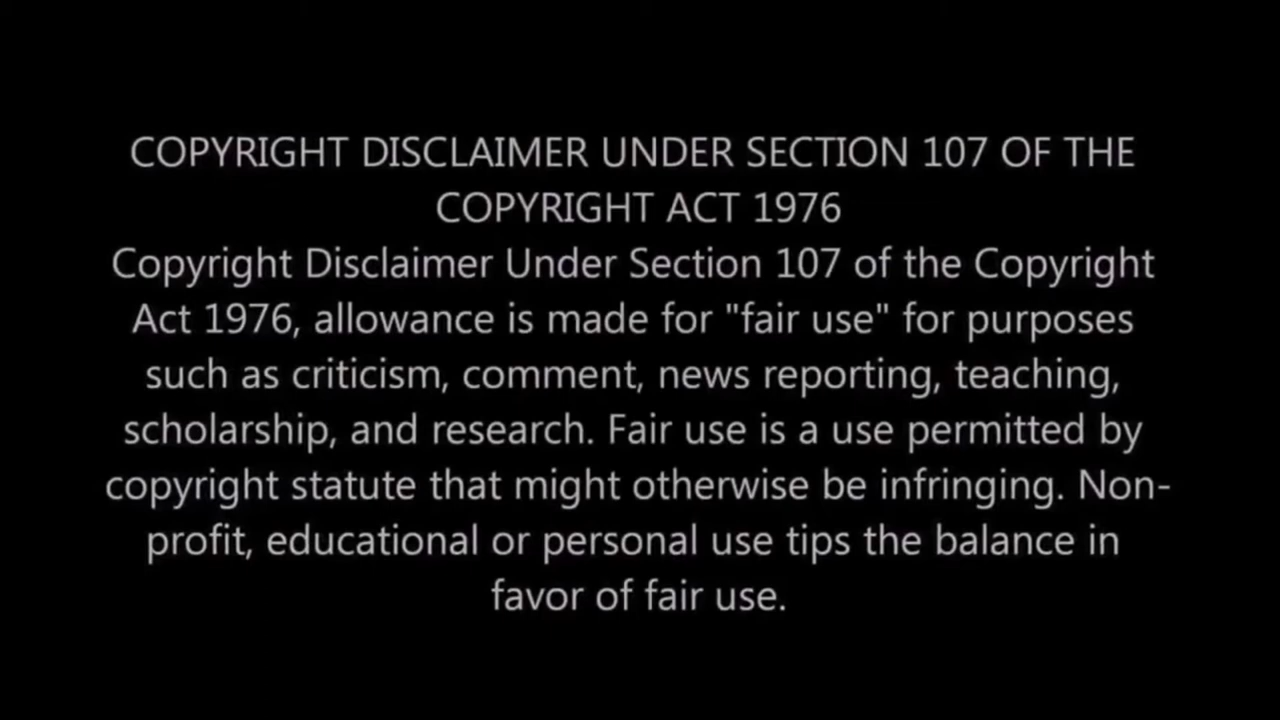 COPYRIGHT DISCLAIMER UNDER SECTION 107 OF THE
COPYRIGHT ACT 1976
Copyright Disclaimer Under Section 107 of the Copyright
Act 1976, allowance is made for "fair use" for purposes
such as criticism, comment, news reporting, teaching,
scholarship, and research. Fair use is a use permitted by
copyright statute that might otherwise be infringing. Non-
profit, educational or personal use tips the balance in
favor of fair use.